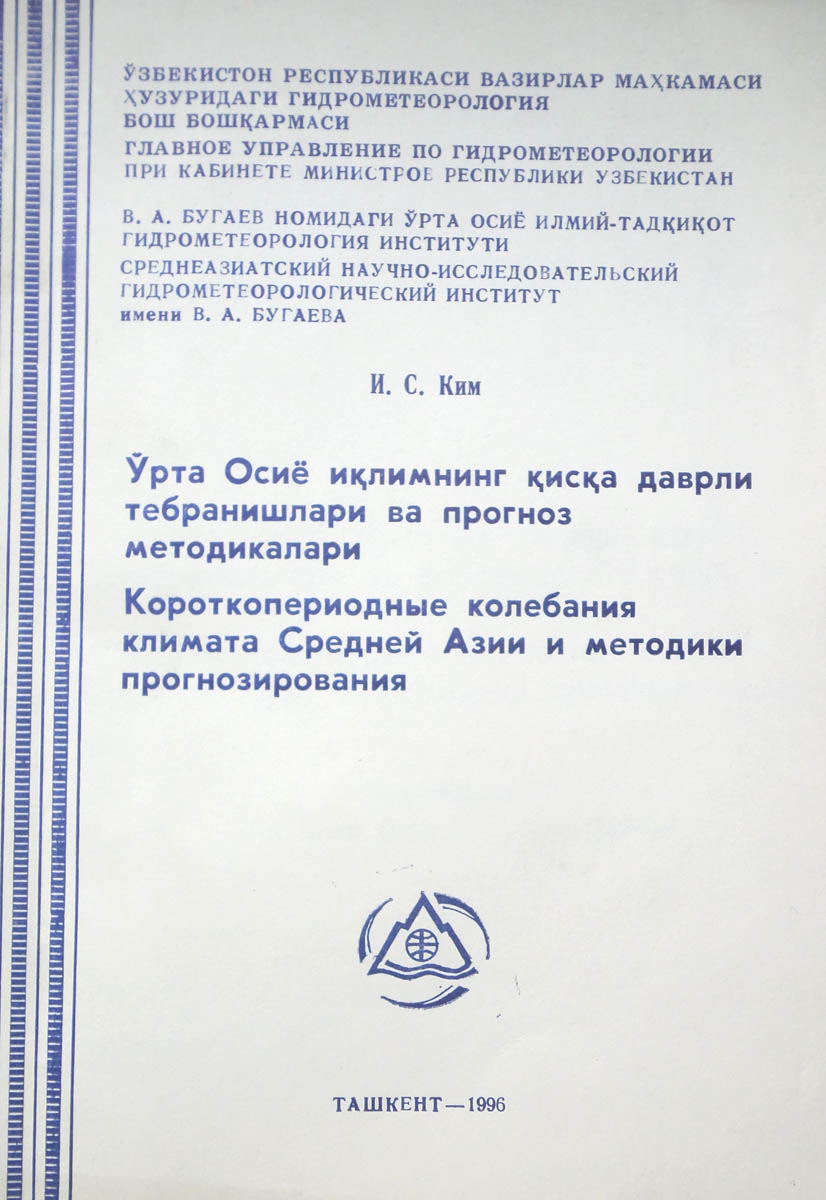 ЎЗБЕКИСТОН РЕСПУБЛИКАСИ ВАЗИРЛАР МАҲКАМАСИ
ҲУЗУРИДАГИ ГИДРОМЕТЕОРОЛОГИЯ
БОШ БОШҚАРМАСИ
ГЛАВНОЕ УПРАВЛЕНИЕ ПО ГИДРОМЕТЕОРОЛОГИИ
ПРИ КАБИНЕТЕ МИНИСТРОВ РЕСПУБЛИКИ УЗБЕКИСТАН
В. А. БУГАЕВ НОМИДАГИ ЎРТА ОСИЁ ИЛМИЙ-ТАДҚИҚОТ
ГИДРОМЕТЕОРОЛОГИЯ ИНСТИТУТИ
СРЕДНЕАЗИАТСКИЙ НАУЧНО-ИССЛЕДОВАТЕЛЬСКИЙ
ГИДРОМЕТЕОРОЛОГИЧЕСКИЙ ИНСТИТУТ
имени В. А. БУГАЕВА
И. С. Ким
Ўрта Осиё иқлимнинг қисқа даврли
тебранишлари ва прогноз
методикалари
Короткопериодные колебания
климата Средней Азии и методики
прогнозирования
ТАШКЕНТ—1996